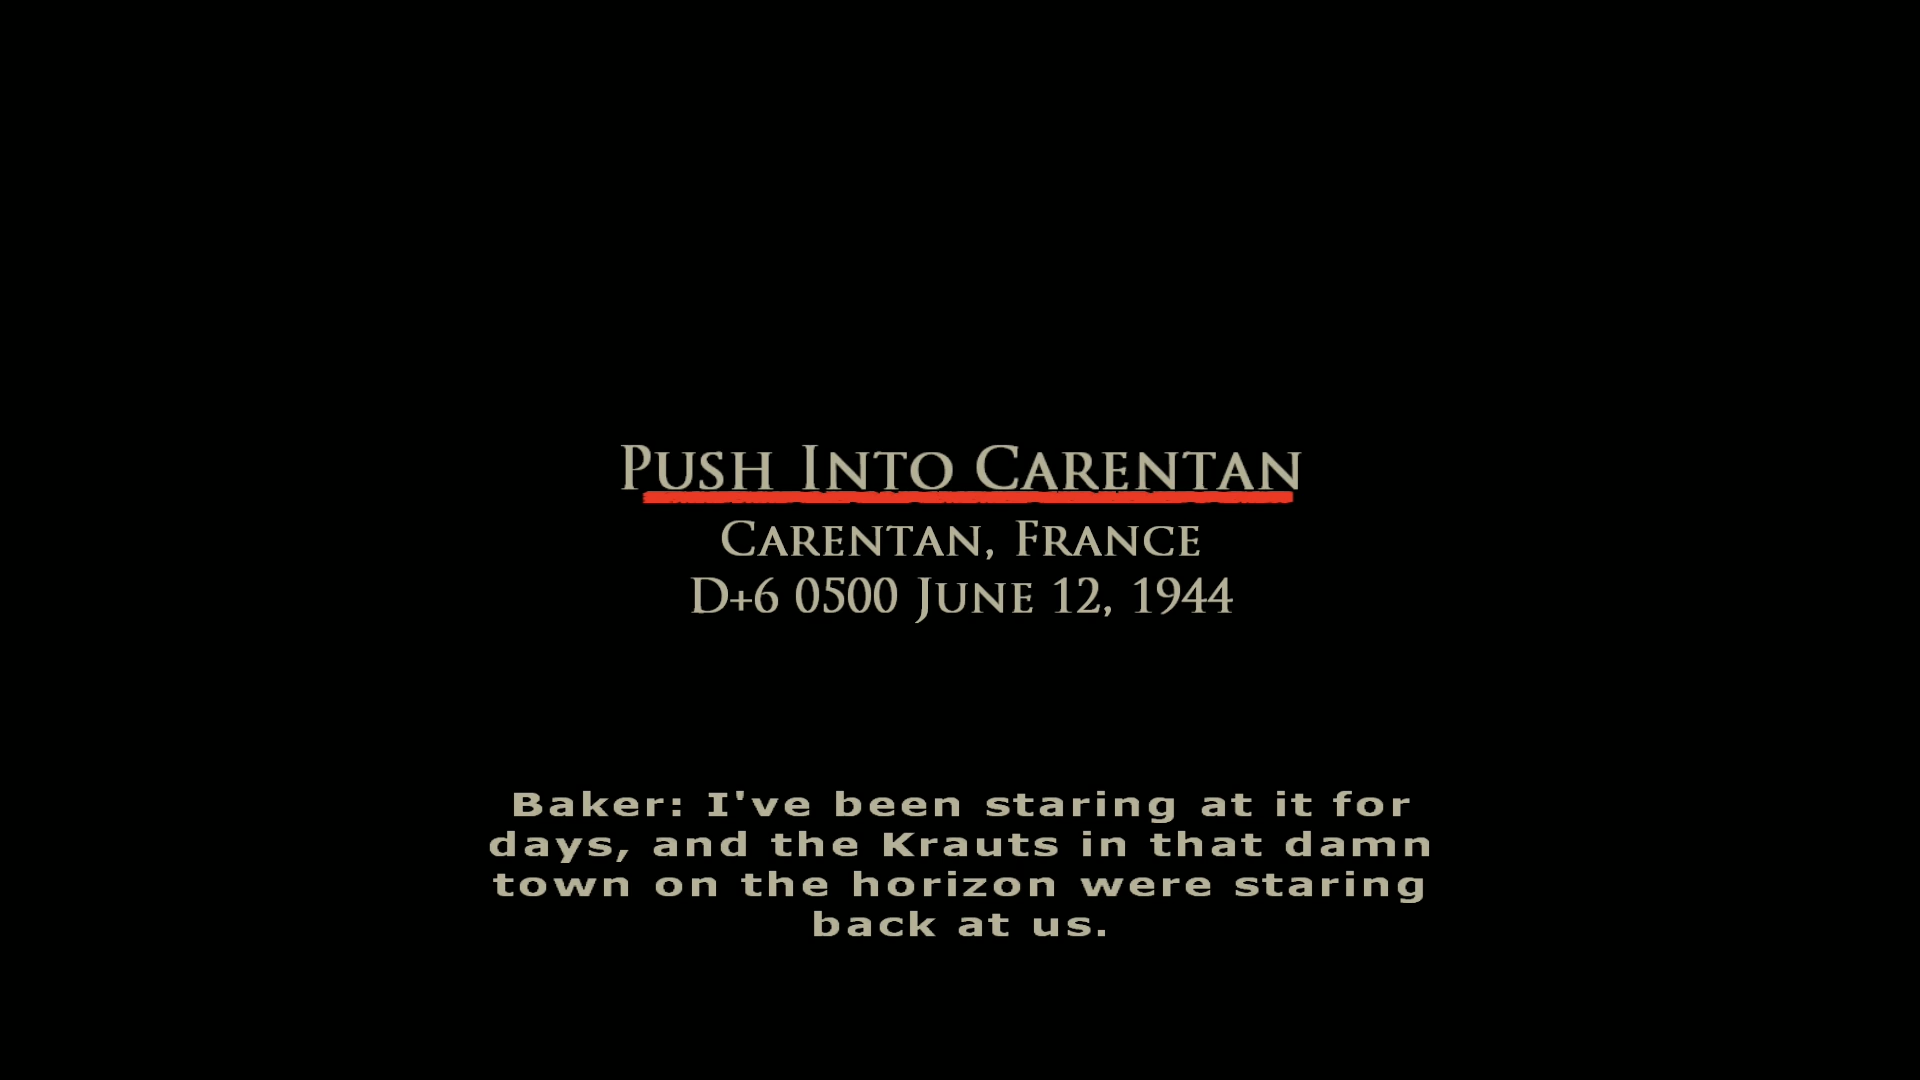 Push Into Carentan
Carentan, France
D+6 0500 June 12, 1944
Baker: I've been staring at it for
days, and the Krauts in that damn
town on the horizon were staring
back at us.